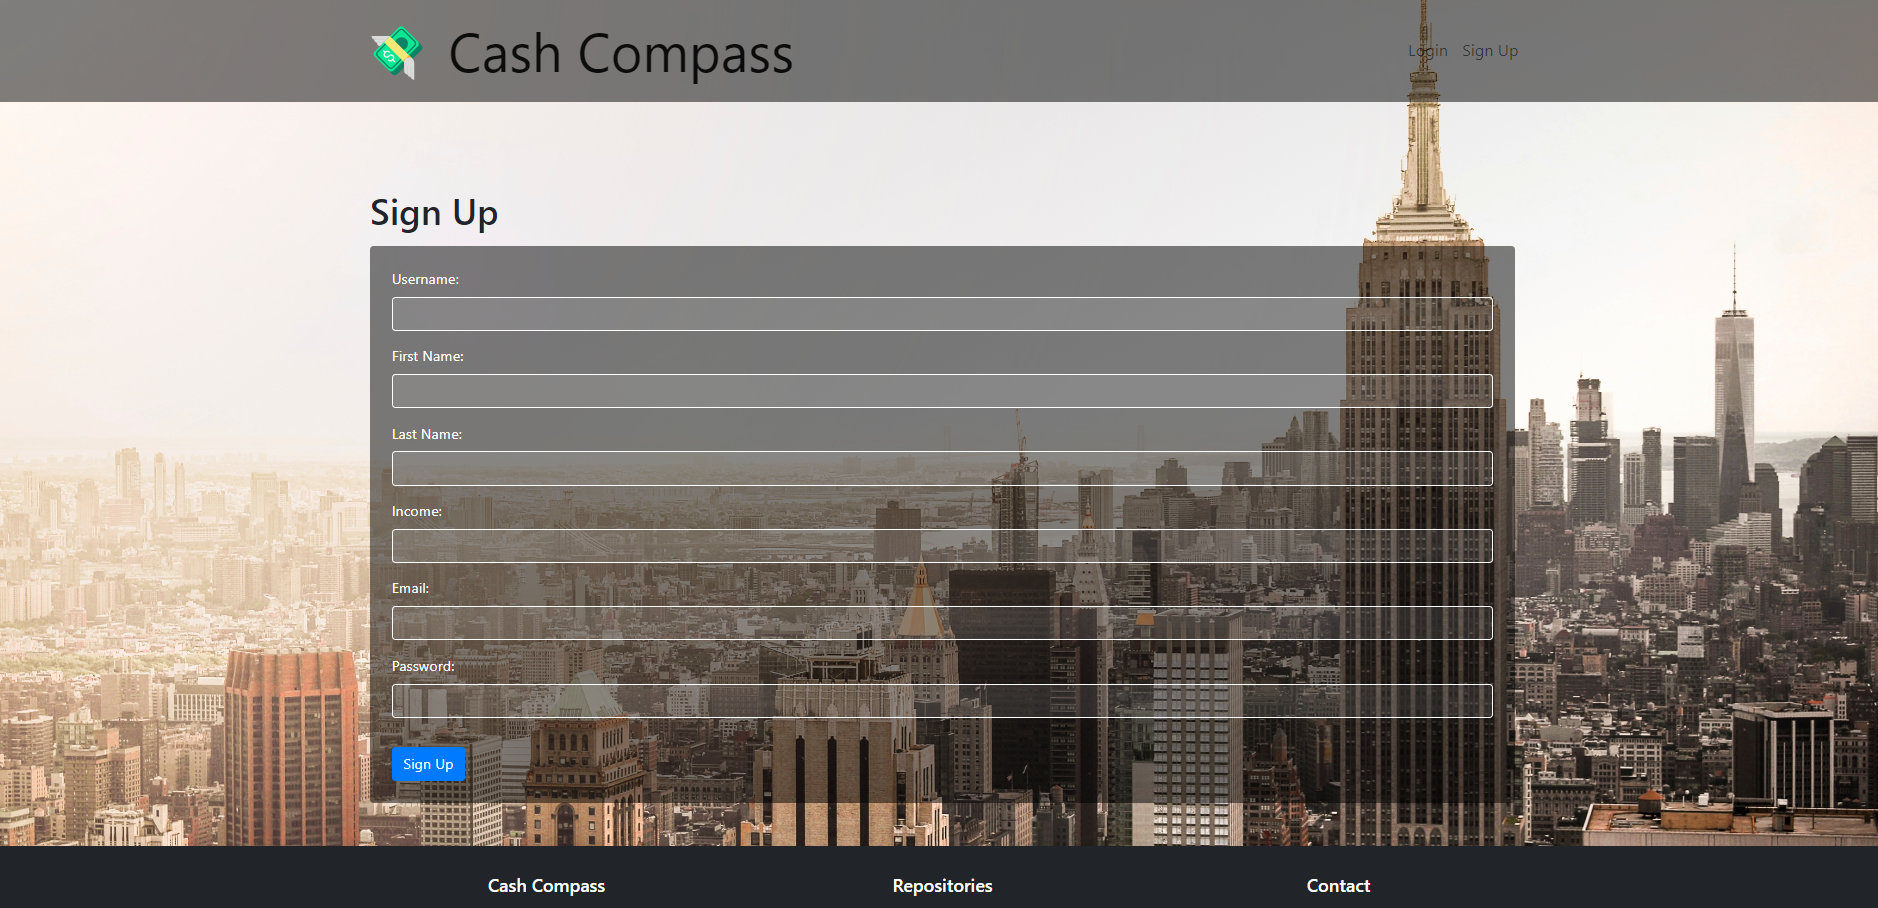 Cash Compass
Login Sign Up
Sign Up
Username:
First Name:
Last Name:
Income:
Email:
Password:
Sign Up
Cash Compass Repositories Contact